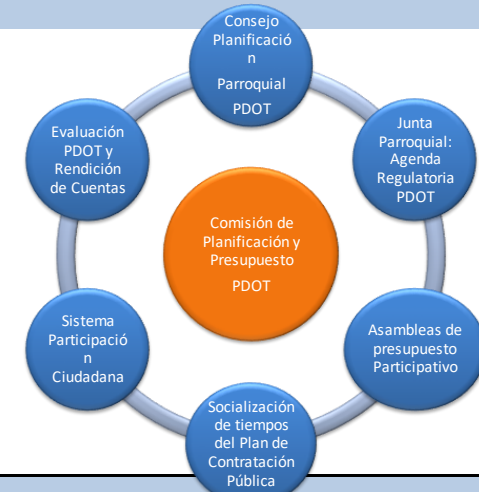 Consejo
Planificació
n
Parroquial
PDOT
Junta
Parroquial:
Agenda
Regulatoria
PDOT
Asambleas de
presupuesto
Participativo
Socialización
de tiempos
del Plan de
Contratación
Pública
Sistema
Participació
n
Ciudadana
Evaluación
PDOT y
Rendición
de Cuentas
Comisión de
Planificación y
Presupuesto
PDOT